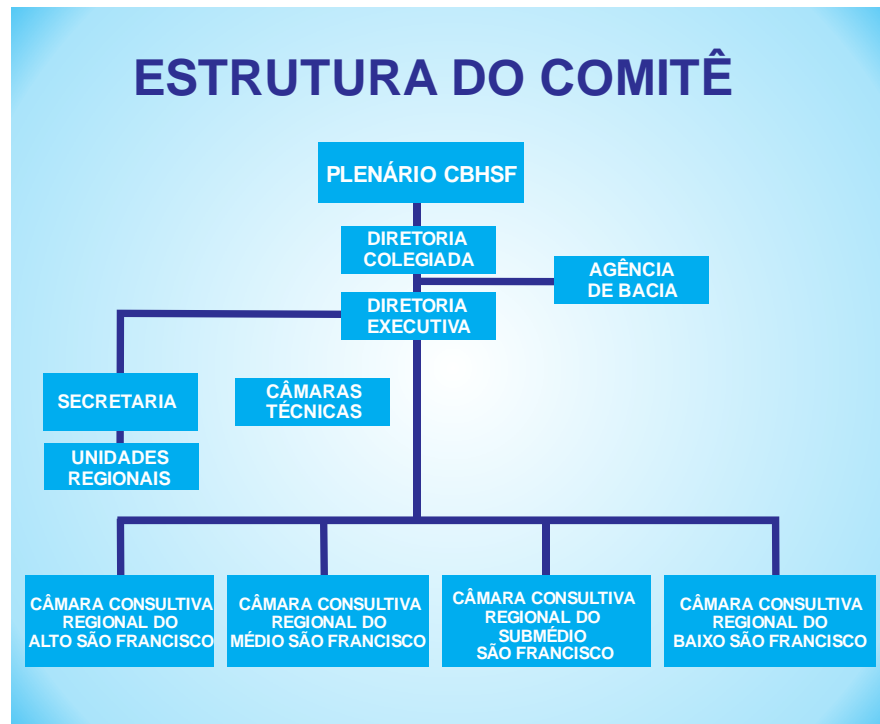 ESTRUTURA DO COMITÊ
PLENÁRIO CBHSF
DIRETORIA
COLEGIADA
AGÊNCIA
DE BACIA
DIRETORIA
EXECUTIVA
SECRETARIA
CÂMARAS
TÉCNICAS
UNIDADES
REGIONAIS
CÂMARA CONSULTIVA
REGIONAL DO
ALTO SÃO FRANCISCO
CÂMARA CONSULTIVA
REGIONAL DO
MÉDIO SÃO FRANCISCO
CÂMARA CONSULTIVA
REGIONAL DO
SUBMÉDIO
SÃO FRANCISCO
CÂMARA CONSULTIVA
REGIONAL DO
BAIXO SÃO FRANCISCO